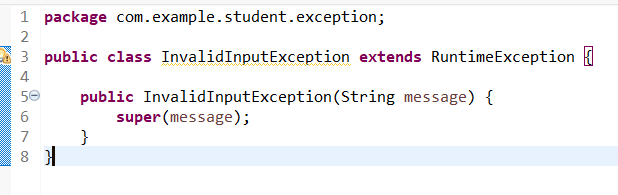 1 package com.example.student.exception;
2
3 public class InvalidInputException extends RuntimeException {
4
5 public InvalidInputException(String message) {
6 super(message);
7 }
8 }